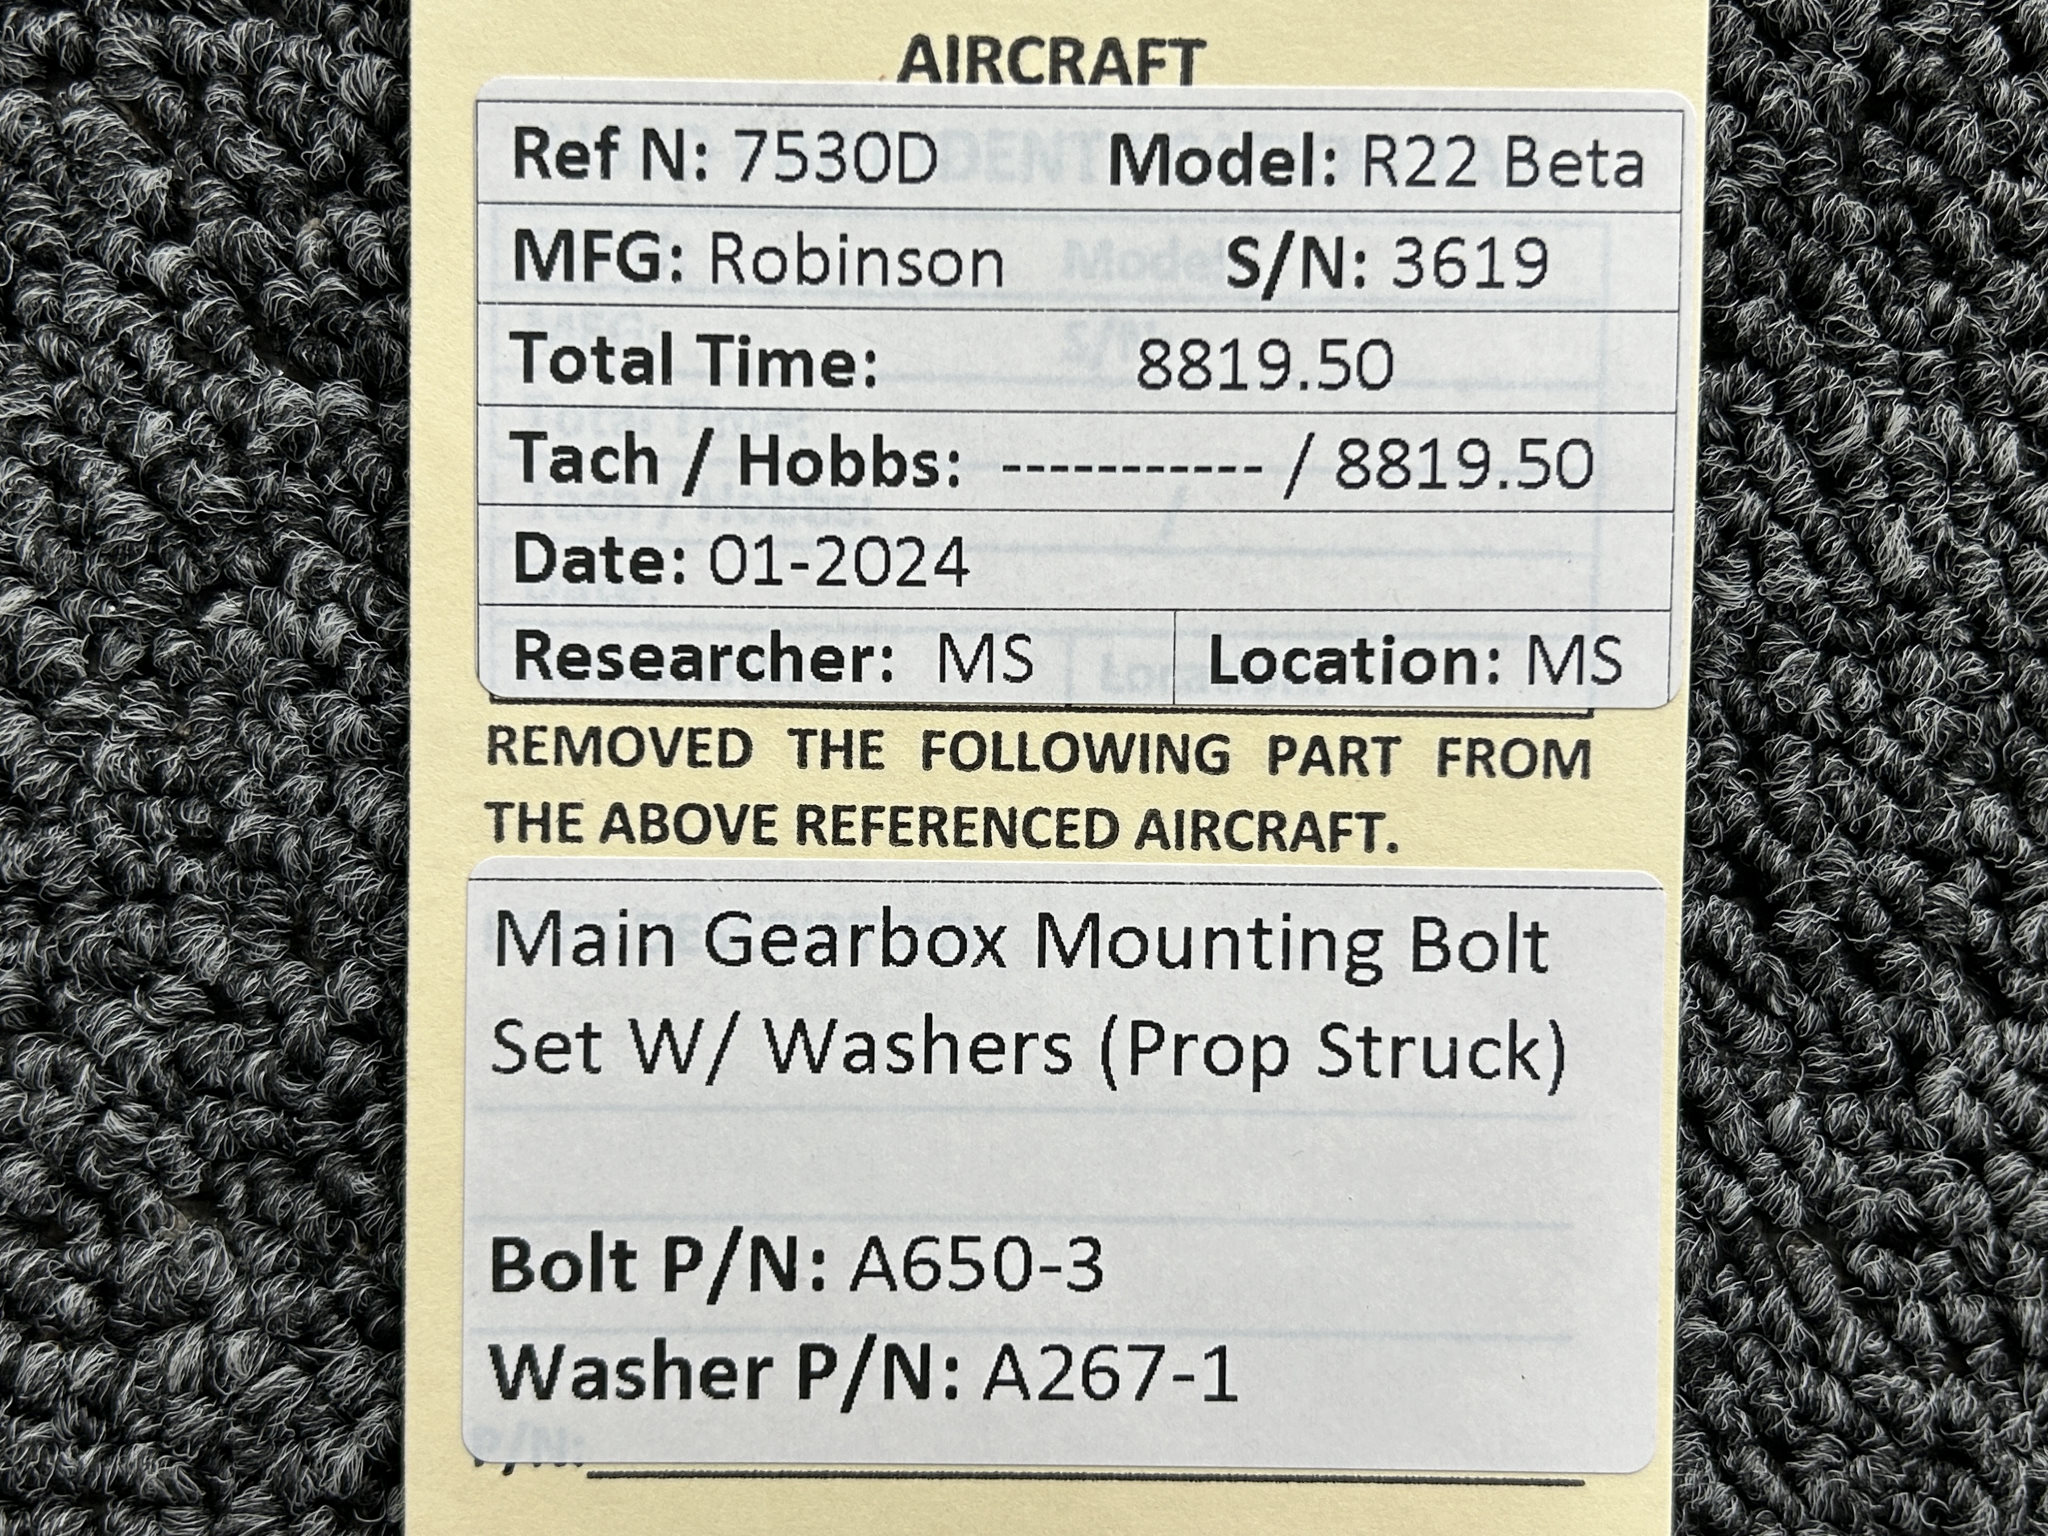 AIRCRAFT
Ref N: 7530D Model: R22 Beta
MFG: Robinson S/N: 3619
Total Time: 8819.50
Tach / Hobbs: ----------- / 8819.50
Date: 01-2024
Researcher: MS Location: MS
REMOVED THE FOLLOWING PART FROM
THE ABOVE REFERENCED AIRCRAFT.
Main Gearbox Mounting Bolt
Set W/ Washers (Prop Struck)
Bolt P/N: A650-3
Washer P/N: A267-1
P/N: